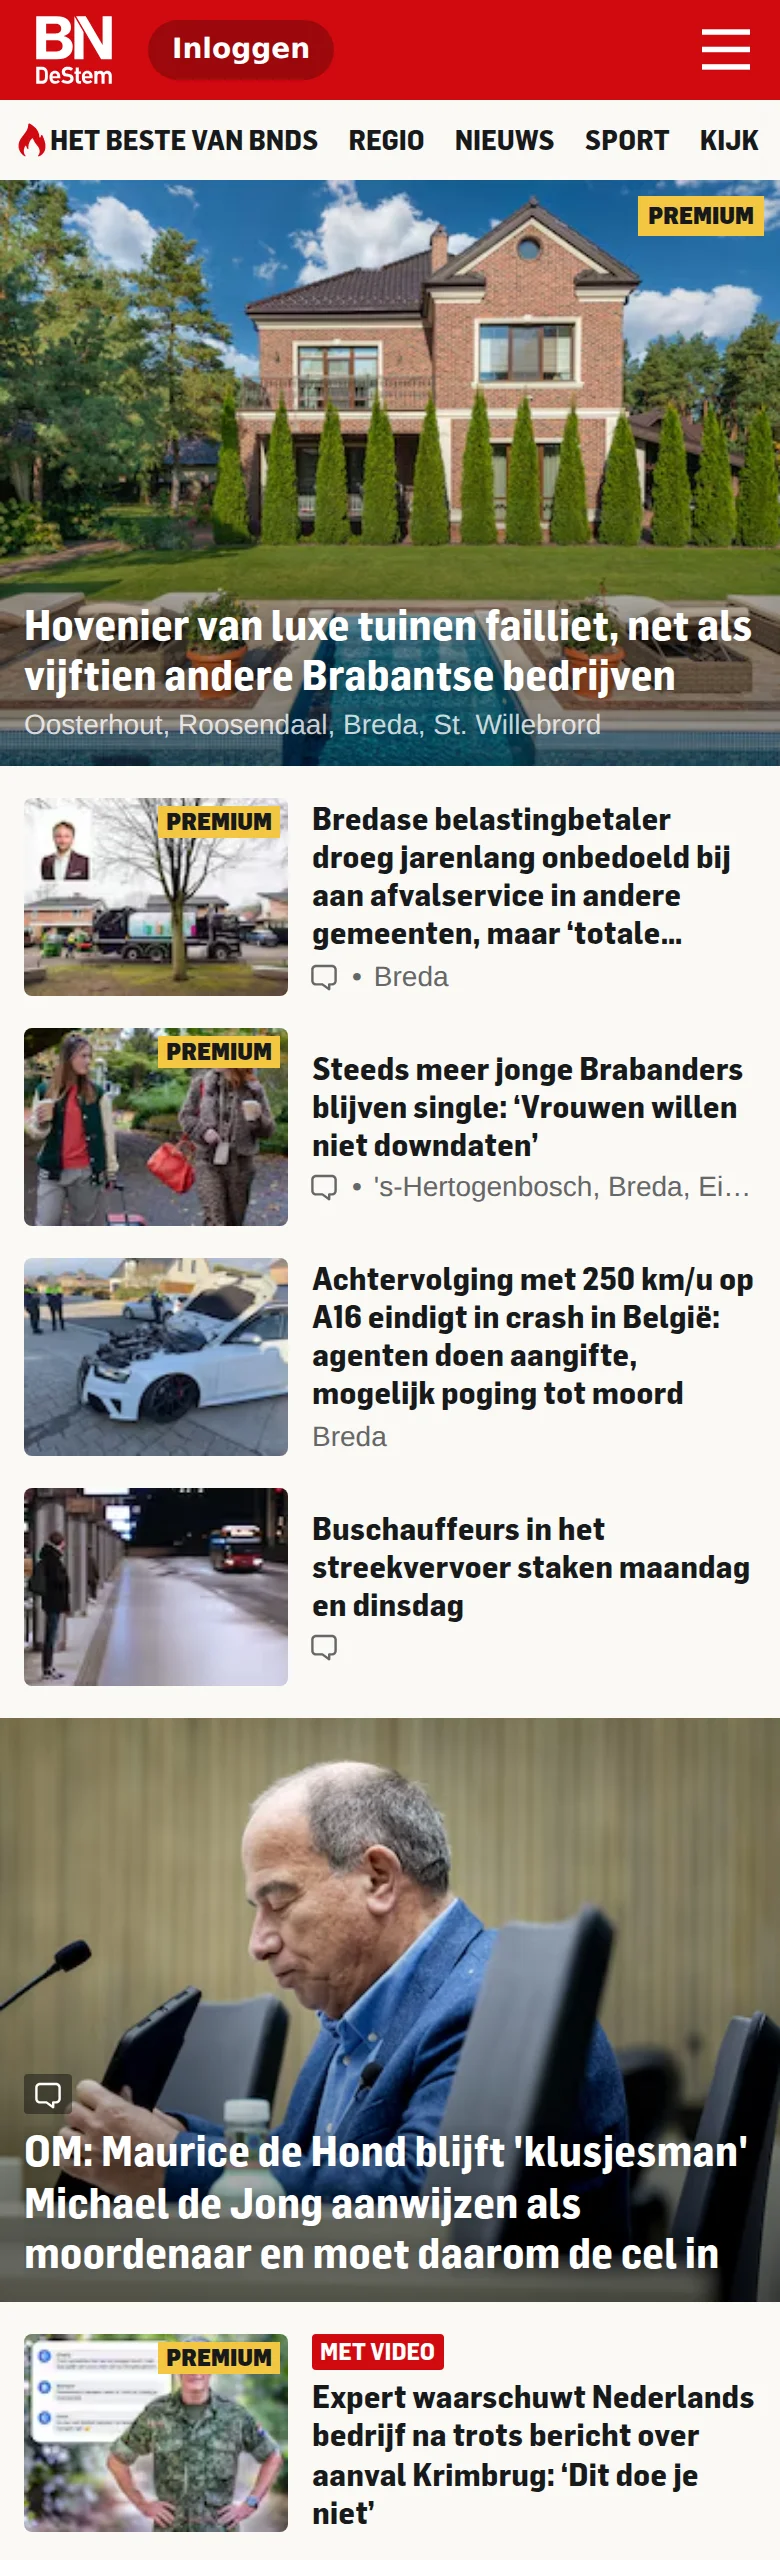 BN
DeStem
Inloggen
HET BESTE VAN BNDS REGIO NIEUWS SPORT KIJK
PREMIUM
Hovenier van luxe tuinen failliet, net als
vijftien andere Brabantse bedrijven
Oosterhout, Roosendaal, Breda, St. Willebrord
PREMIUM
Bredase belastingbetaler
droeg jarenlang onbedoeld bij
aan afvalservice in andere
gemeenten, maar ‘totale...
• Breda
PREMIUM
Steeds meer jonge Brabanders
blijven single: ‘Vrouwen willen
niet downdaten’
• 's-Hertogenbosch, Breda, Ei...
Achtervolging met 250 km/u op
A16 eindigt in crash in België:
agenten doen aangifte,
mogelijk poging tot moord
Breda
Buschauffeurs in het
streekvervoer staken maandag
en dinsdag
OM: Maurice de Hond blijft 'klusjesman'
Michael de Jong aanwijzen als
moordenaar en moet daarom de cel in
PREMIUM
MET VIDEO
Expert waarschuwt Nederlands
bedrijf na trots bericht over
aanval Krimbrug: ‘Dit doe je
niet’